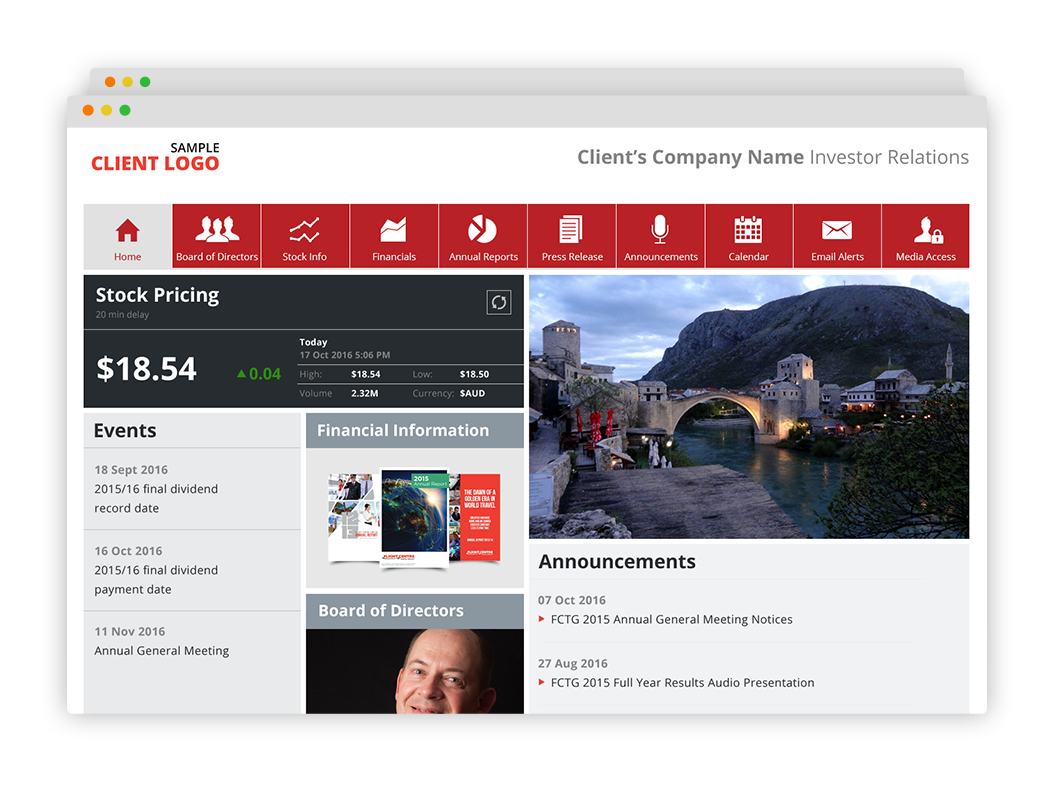 SAMPLE
CLIENT LOGO
Client’s Company Name Investor Relations
Home
Board of Directors
Stock Info
Financials
Annual Reports
Press Release
Announcements
Calendar
Email Alerts
Media Access
Stock Pricing
20 min delay
$18.54
0.04
Today
17 Oct 2016 5:06 PM
High: $18.54 Low: $18.50
Volume 2.32M Currency: $AUD
Events
18 Sept 2016
2015/16 final dividend
record date
16 Oct 2016
2015/16 final dividend
payment date
11 Nov 2016
Annual General Meeting
Financial Information
2015
Annual Report
THE DAWN OF A
GOLDEN ERA IN
WORLD TRAVEL
Board of Directors
Announcements
07 Oct 2016
FCTG 2015 Annual General Meeting Notices
27 Aug 2016
FCTG 2015 Full Year Results Audio Presentation